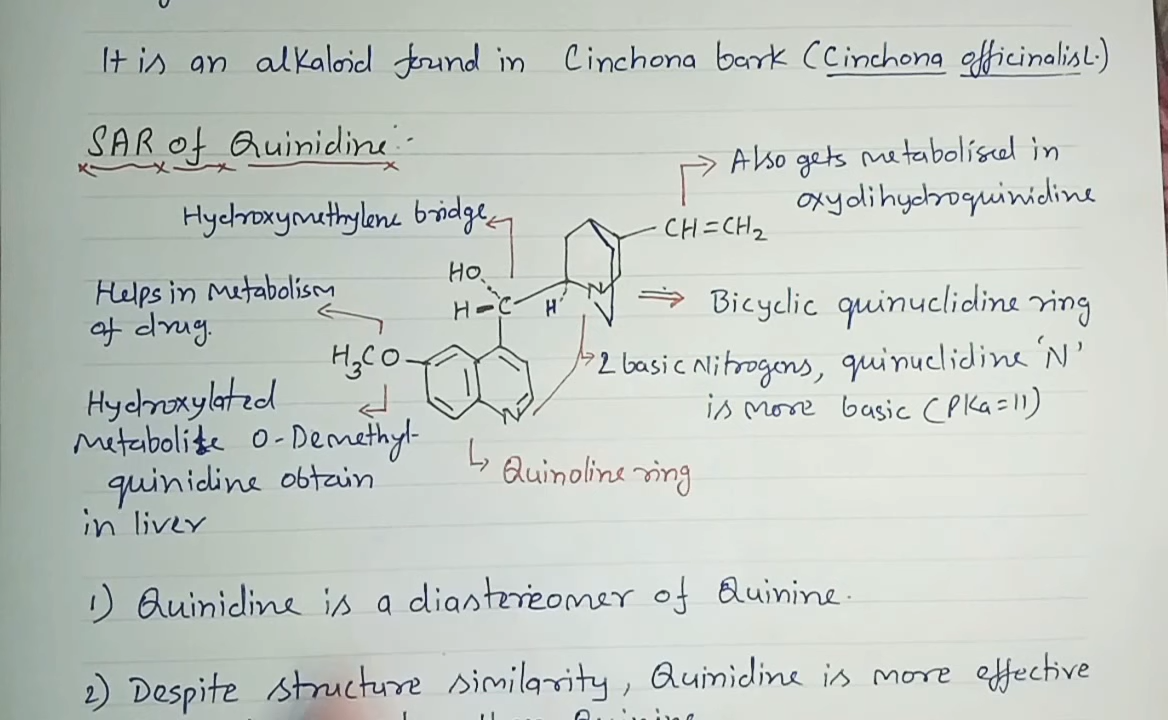 It is an alkaloid found in Cinchona bark (Cinchona officinalis L.)
SAR of Quinidine :-
Also gets metabolised in
oxydihydroquinidine
Hydroxymethylene bridge
CH=CH2
HO
H-C
H
N
Helps in Metabolism
of drug.
Bicyclic quinuclidine ring
H3CO
N
2 basic Nitrogens, quinuclidine 'N'
is more basic (PKa=11)
Hydroxylated
Metabolite O-Demethyl-
quinidine obtain
in liver
Quinoline ring
1) Quinidine is a diastereomer of Quinine.
2) Despite structure similarity, Quinidine is more effective
Quinine